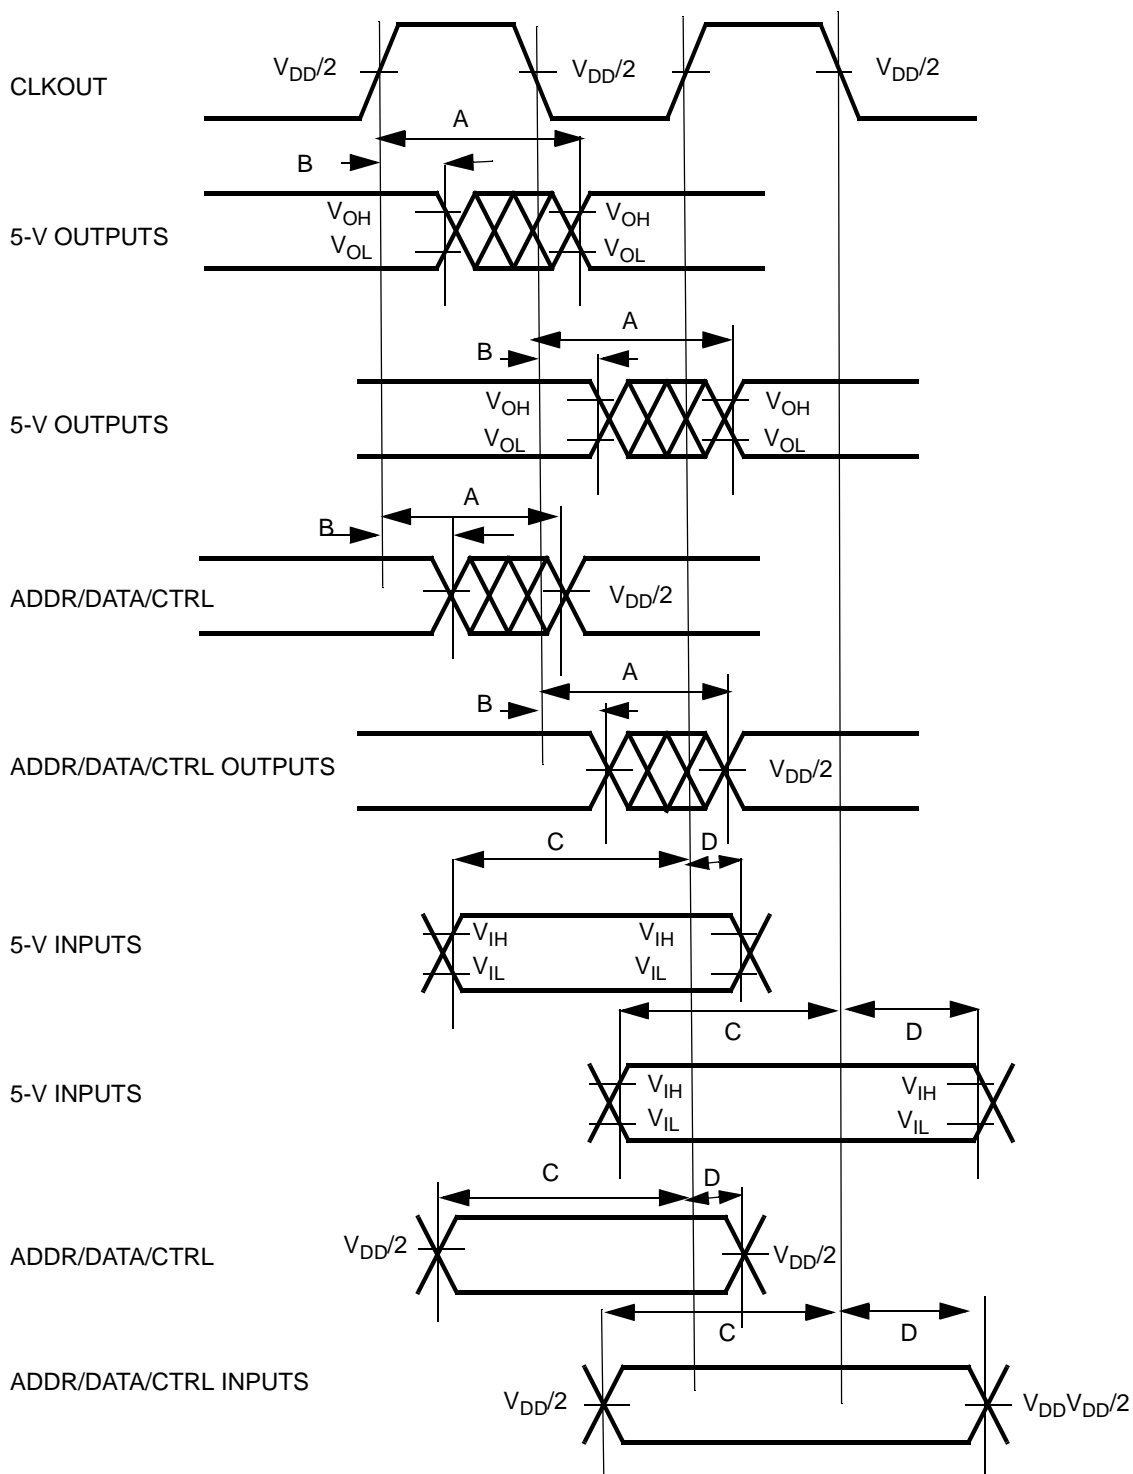 CLKOUT
V_DD/2
V_DD/2
V_DD/2
A
B
5-V OUTPUTS
V_OH
V_OL
V_OH
V_OL
A
B
5-V OUTPUTS
V_OH
V_OL
V_OH
V_OL
A
B
ADDR/DATA/CTRL
V_DD/2
A
B
ADDR/DATA/CTRL OUTPUTS
V_DD/2
C
D
5-V INPUTS
V_IH
V_IL
V_IH
V_IL
C
D
5-V INPUTS
V_IH
V_IL
V_IH
V_IL
C
D
ADDR/DATA/CTRL
V_DD/2
V_DD/2
C
D
ADDR/DATA/CTRL INPUTS
V_DD/2
V_DDV_DD/2